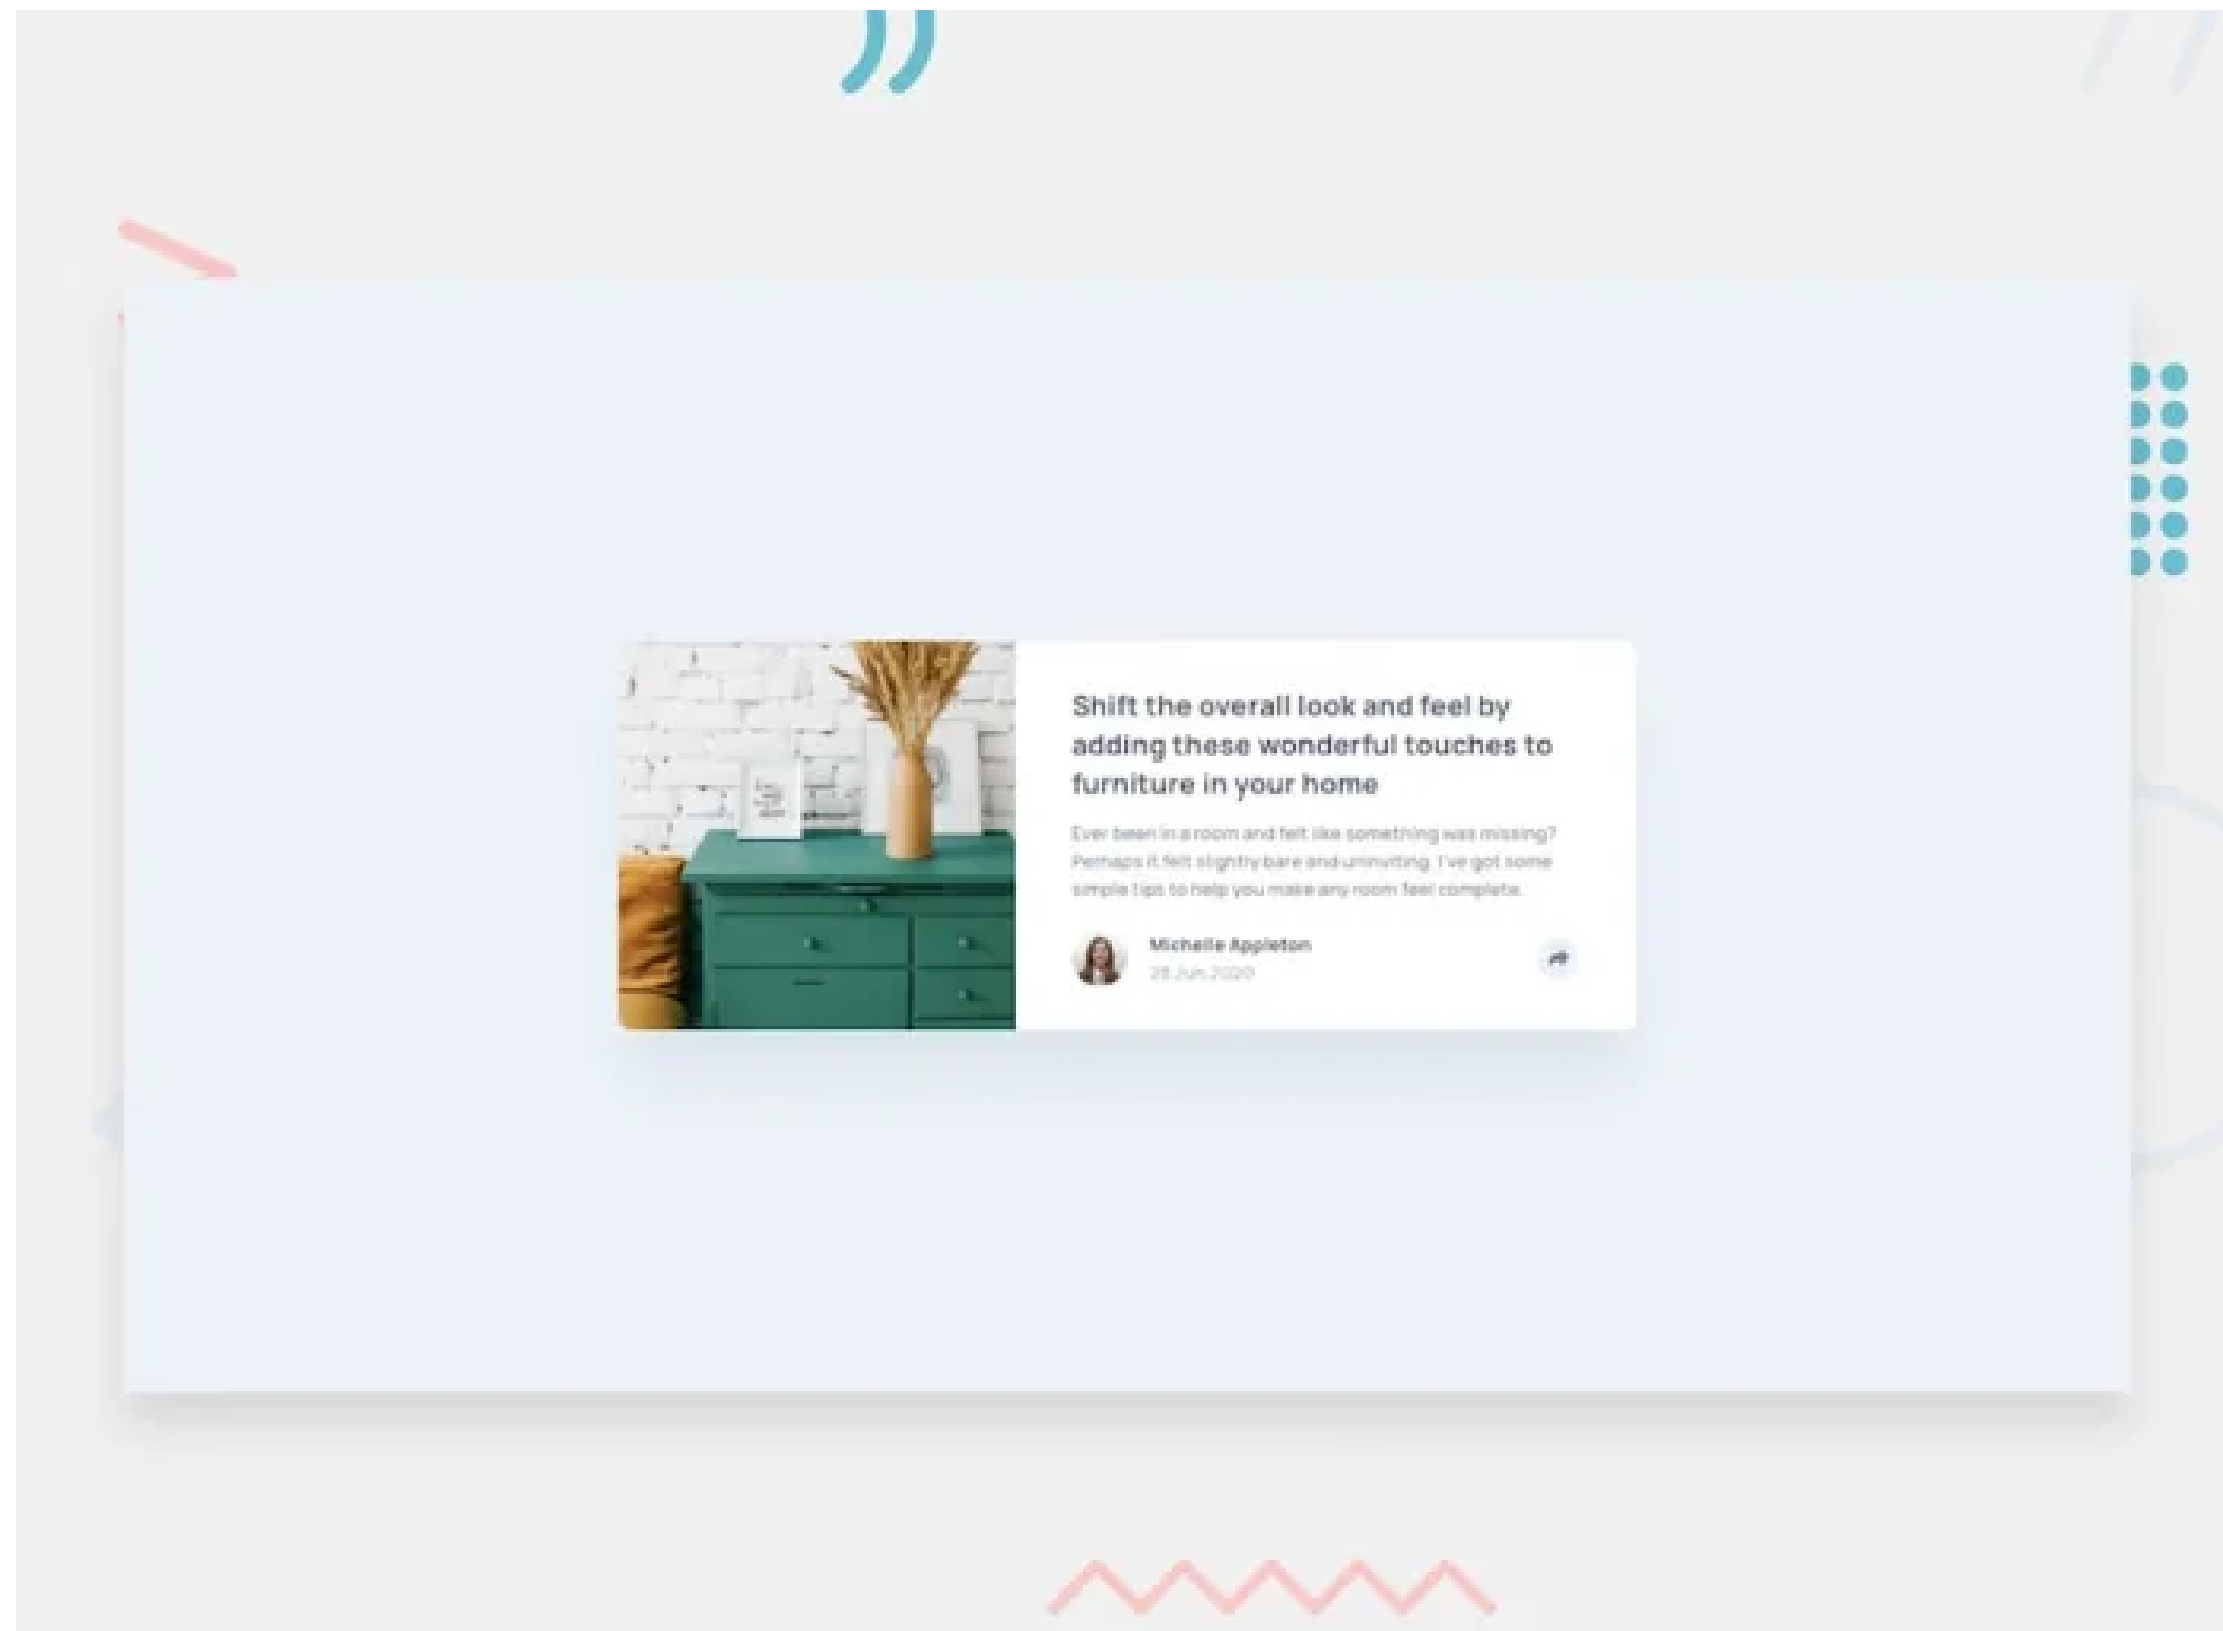 Shift the overall look and feel by
adding these wonderful touches to
furniture in your home
Ever been in a room and felt like something was missing?
Perhaps it felt slightly bare and uninviting. I've got some
simple tips to help you make any room feel complete.
Michelle Appleton
28 Jun 2020